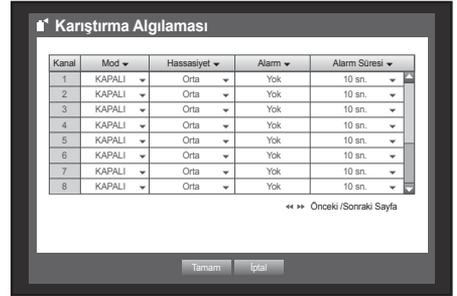 Karıştırma Algılaması
Kanal Mod Hassasiyet Alarm Alarm Süresi
1 KAPALI Orta Yok 10 sn.
2 KAPALI Orta Yok 10 sn.
3 KAPALI Orta Yok 10 sn.
4 KAPALI Orta Yok 10 sn.
5 KAPALI Orta Yok 10 sn.
6 KAPALI Orta Yok 10 sn.
7 KAPALI Orta Yok 10 sn.
8 KAPALI Orta Yok 10 sn.
Önceki /Sonraki Sayfa
Tamam İptal